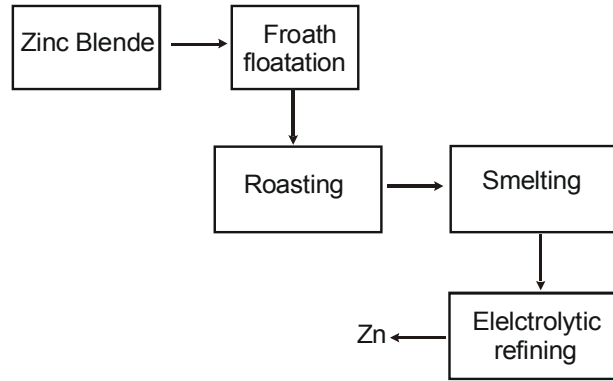 Zinc Blende
Froath
floatation
Roasting
Smelting
Elelctrolytic
refining
Zn